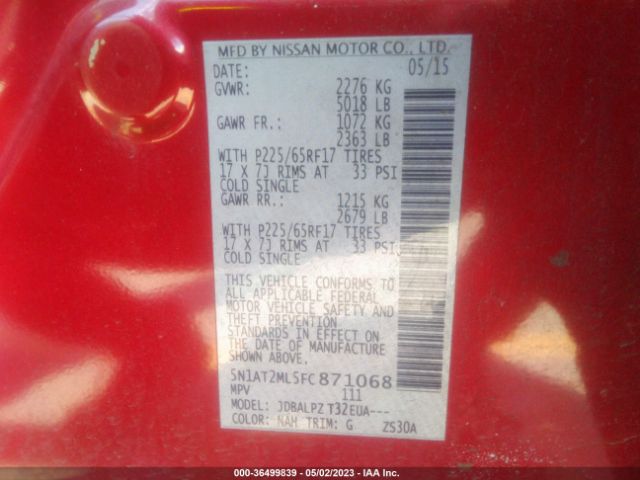 MFD BY NISSAN MOTOR CO., LTD.
DATE: 05/15
GVWR: 2276 KG
5018 LB
GAWR FR.: 1072 KG
2363 LB
WITH P225/65RF17 TIRES
17 X 7J RIMS AT 33 PSI
COLD SINGLE
GAWR RR.: 1215 KG
2679 LB
WITH P225/65RF17 TIRES
17 X 7J RIMS AT 33 PSI
COLD SINGLE
THIS VEHICLE CONFORMS TO
ALL APPLICABLE FEDERAL
MOTOR VEHICLE SAFETY AND
THEFT PREVENTION
STANDARDS IN EFFECT ON
THE DATE OF MANUFACTURE
SHOWN ABOVE.
5N1AT2ML5FC871068
MPV 111
MODEL: JDBALPZ T32EUA---
COLOR: NAH TRIM: G ZS30A
000-36499839 - 05/02/2023 - IAA Inc.